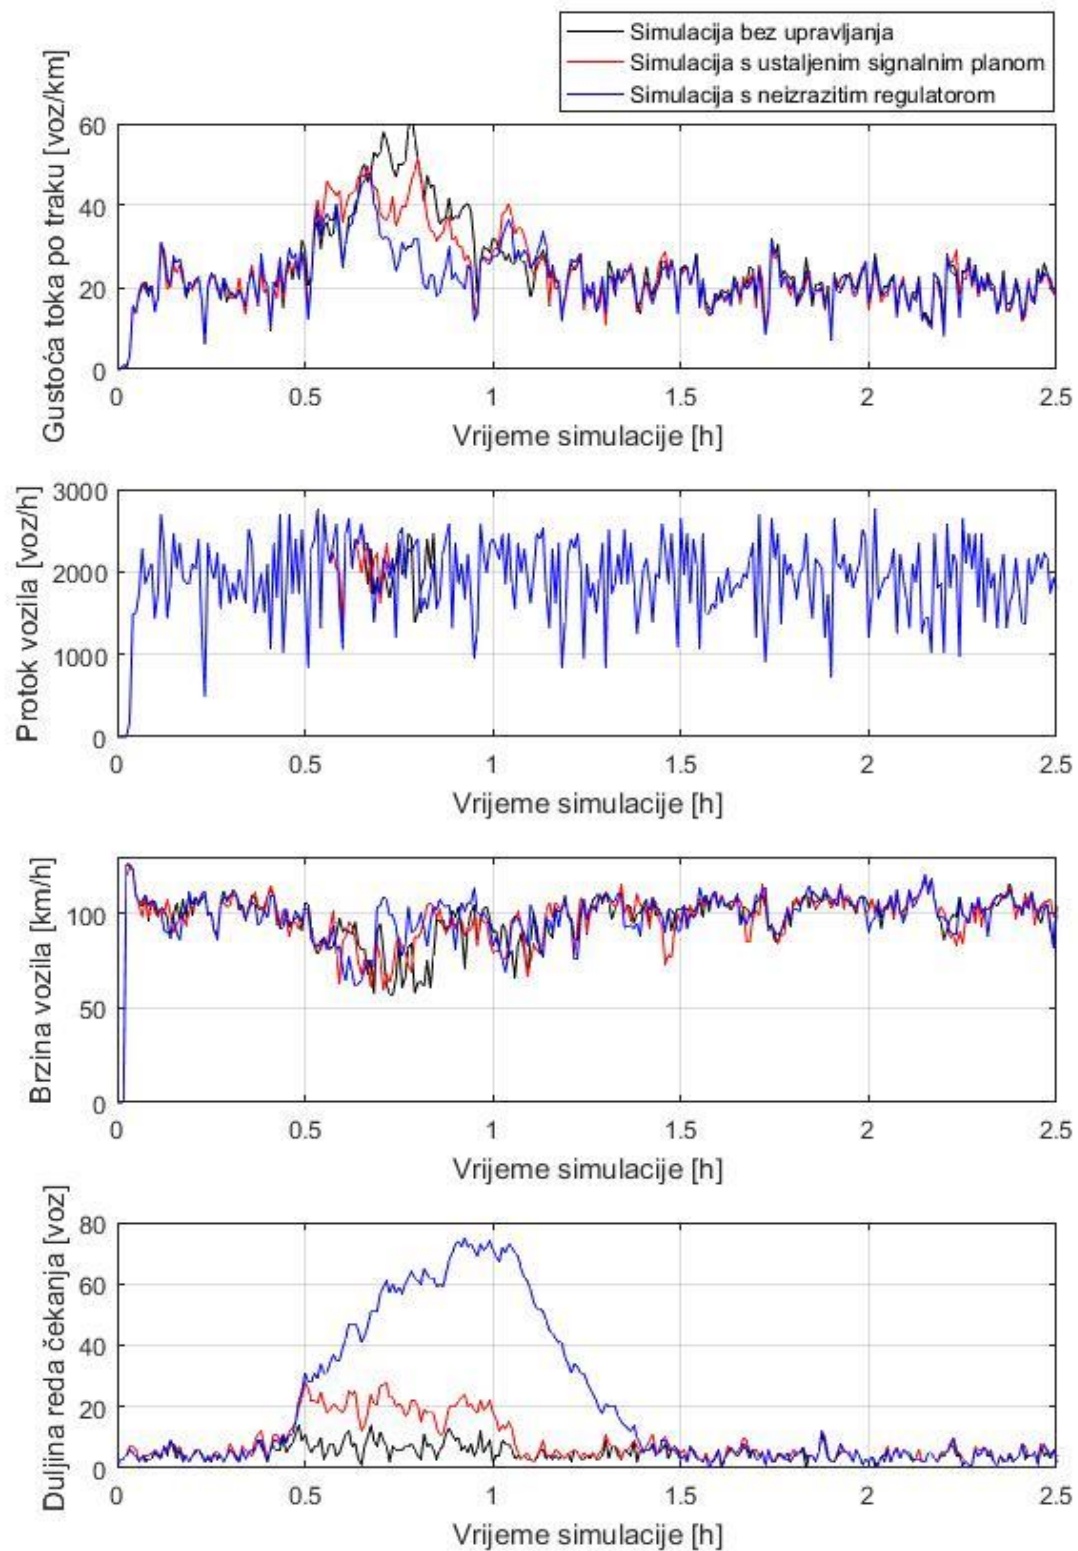 Simulacija bez upravljanja
Simulacija s ustaljenim signalnim planom
Simulacija s neizrazitim regulatorom
Gustoća toka po traku [voz/km]
60
40
20
0
0 0.5 1 1.5 2 2.5
Vrijeme simulacije [h]
Protok vozila [voz/h]
3000
2000
1000
0
0 0.5 1 1.5 2 2.5
Vrijeme simulacije [h]
Brzina vozila [km/h]
100
50
0
0 0.5 1 1.5 2 2.5
Vrijeme simulacije [h]
Duljina reda čekanja [voz]
80
60
40
20
0
0 0.5 1 1.5 2 2.5
Vrijeme simulacije [h]